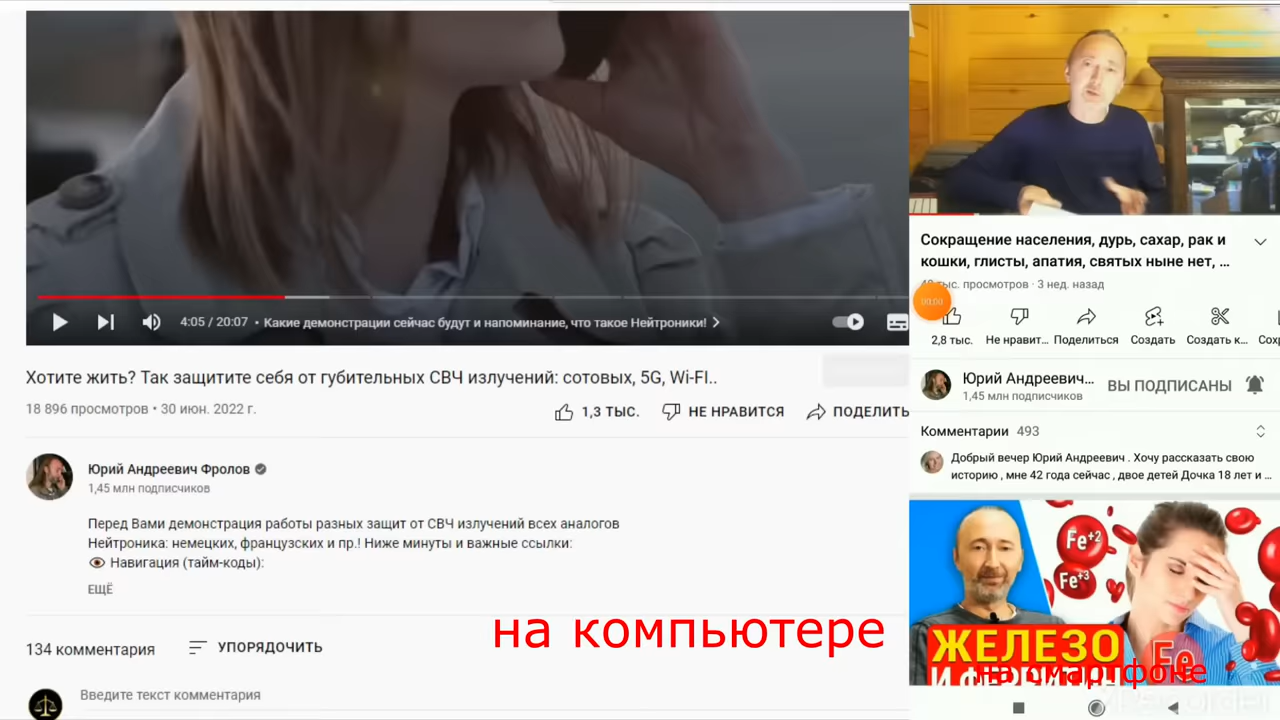 4:05 / 20:07 • Какие демонстрации сейчас будут и напоминание, что такое Нейтроники!
Хотите жить? Так защитите себя от губительных СВЧ излучений: сотовых, 5G, Wi-FI..
18 896 просмотров • 30 июн. 2022 г.
1,3 ТЫС.
НЕ НРАВИТСЯ
ПОДЕЛИТЬ
Юрий Андреевич Фролов
1,45 млн подписчиков
Перед Вами демонстрация работы разных защит от СВЧ излучений всех аналогов
Нейтроника: немецких, французских и пр.! Ниже минуты и важные ссылки:
Навигация (тайм-коды):
ЕЩЁ
на компьютере
134 комментария
УПОРЯДОЧИТЬ
Введите текст комментария
Сокращение населения, дурь, сахар, рак и
кошки, глисты, апатия, святых ныне нет, ...
тыс. просмотров · 3 нед. назад
00:00
2,8 тыс.
Не нравит...
Поделиться
Создать
Создать к...
Сох
Юрий Андреевич...
1,45 млн подписчиков
ВЫ ПОДПИСАНЫ
Комментарии 493
Добрый вечер Юрий Андреевич . Хочу рассказать свою
историю , мне 42 года сейчас , двое детей Дочка 18 лет и ...
Fe+2
Fe+3
ЖЕЛЕЗО
Fe
на смартфоне